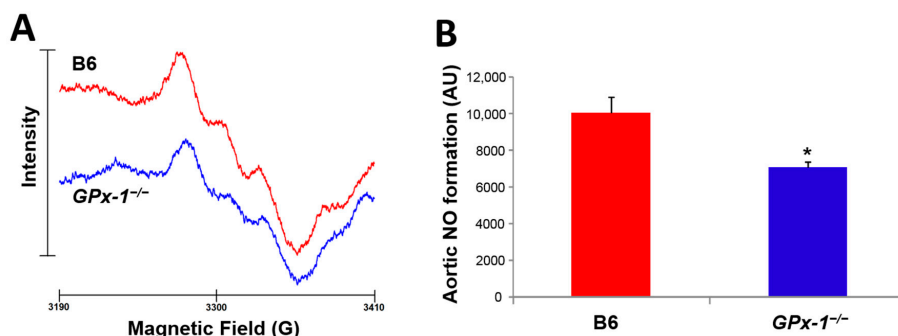 A
B6
GPx-1−/−
Intensity
3190
3300
3410
Magnetic Field (G)
B
Aortic NO formation (AU)
12,000
10,000
8000
6000
4000
2000
0
*
B6
GPx-1−/−